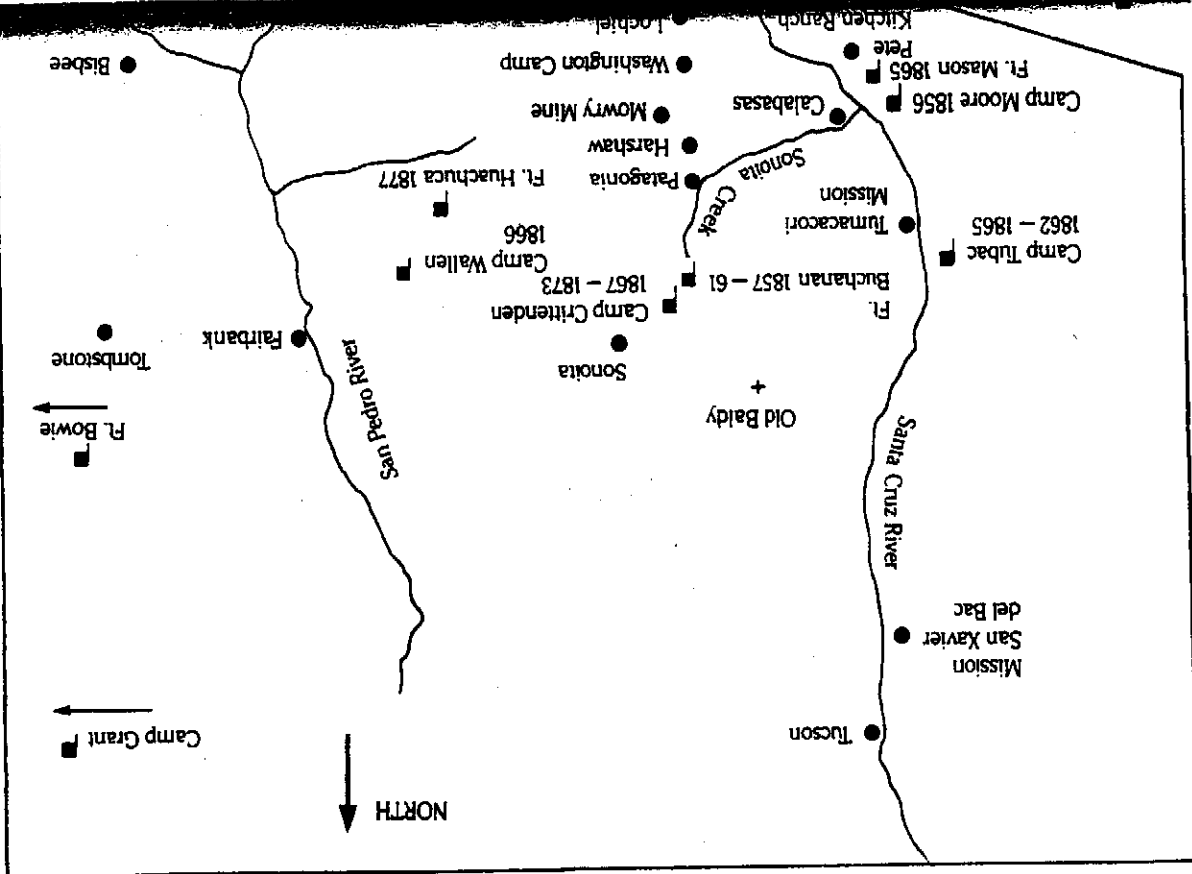 NORTH
Camp Grant
Tucson
Mission
San Xavier
del Bac
Santa Cruz River
Old Baldy
San Pedro River
Ft. Bowie
Tombstone
Sonoita
Fairbank
Camp Crittenden
1867 – 1873
Ft.
Buchanan 1857 – 61
Camp Wallen
1866
Camp Tubac
1862 – 1865
Tumacacori
Mission
Sonoita
Creek
Patagonia
Ft. Huachuca 1877
Harshaw
Mowry Mine
Calabasas
Camp Moore 1856
Ft. Mason 1865
Washington Camp
Bisbee
Pete
Kitchen Ranch
Lochiel